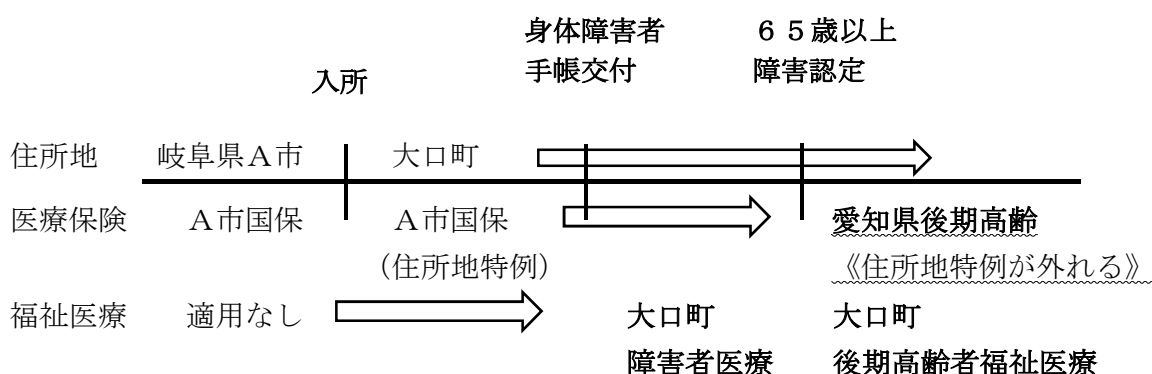 身体障害者 ６５歳以上
入所 手帳交付 障害認定
住所地 岐阜県Ａ市 大口町
医療保険 Ａ市国保 Ａ市国保 愛知県後期高齢
（住所地特例） 《住所地特例が外れる》
福祉医療 適用なし 大口町 大口町
障害者医療 後期高齢者福祉医療